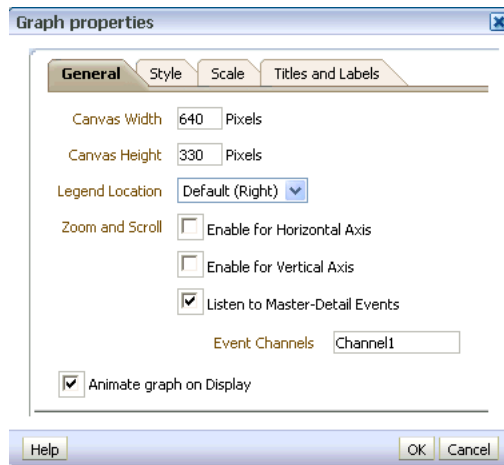 Graph properties
General Style Scale Titles and Labels
Canvas Width 640 Pixels
Canvas Height 330 Pixels
Legend Location Default (Right)
Zoom and Scroll Enable for Horizontal Axis
Enable for Vertical Axis
Listen to Master-Detail Events
Event Channels Channel1
Animate graph on Display
Help OK Cancel